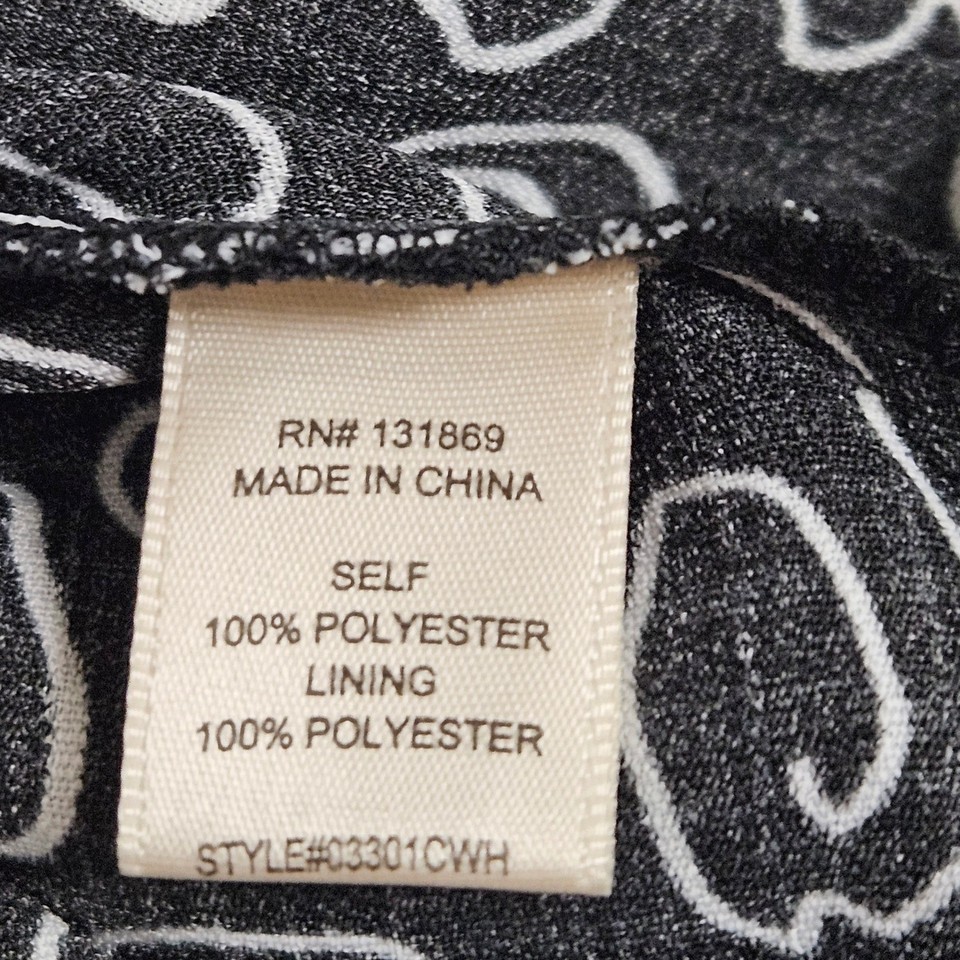 RN# 131869
MADE IN CHINA
SELF
100% POLYESTER
LINING
100% POLYESTER
STYLE#03301CWH